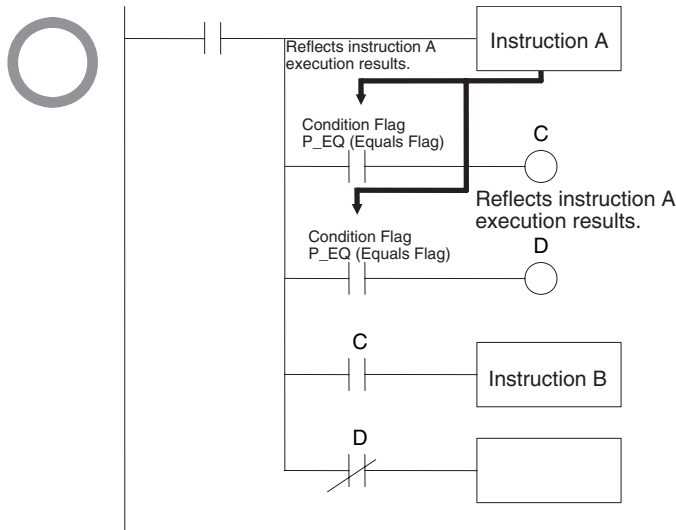 Instruction A
Reflects instruction A
execution results.
Condition Flag
P_EQ (Equals Flag)
C
Reflects instruction A
execution results.
Condition Flag
P_EQ (Equals Flag)
D
C
Instruction B
D